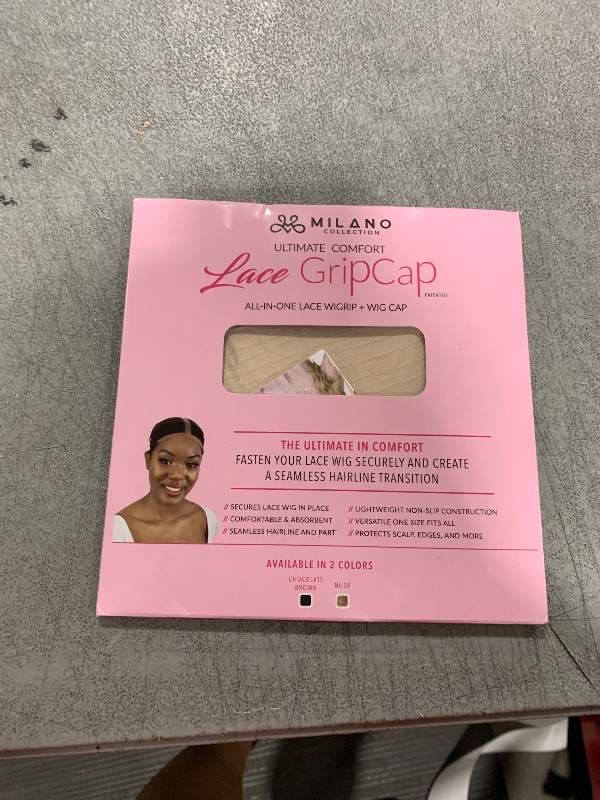 MILANO
COLLECTION
ULTIMATE COMFORT
Lace GripCap
PATENTED
ALL-IN-ONE LACE WIGRIP + WIG CAP
THE ULTIMATE IN COMFORT
FASTEN YOUR LACE WIG SECURELY AND CREATE
A SEAMLESS HAIRLINE TRANSITION
// SECURES LACE WIG IN PLACE
// COMFORTABLE & ABSORBENT
// SEAMLESS HAIRLINE AND PART
// LIGHTWEIGHT NON-SLIP CONSTRUCTION
// VERSATILE ONE SIZE FITS ALL
// PROTECTS SCALP, EDGES, AND MORE
AVAILABLE IN 2 COLORS
CHOCOLATE
BROWN
NUDE